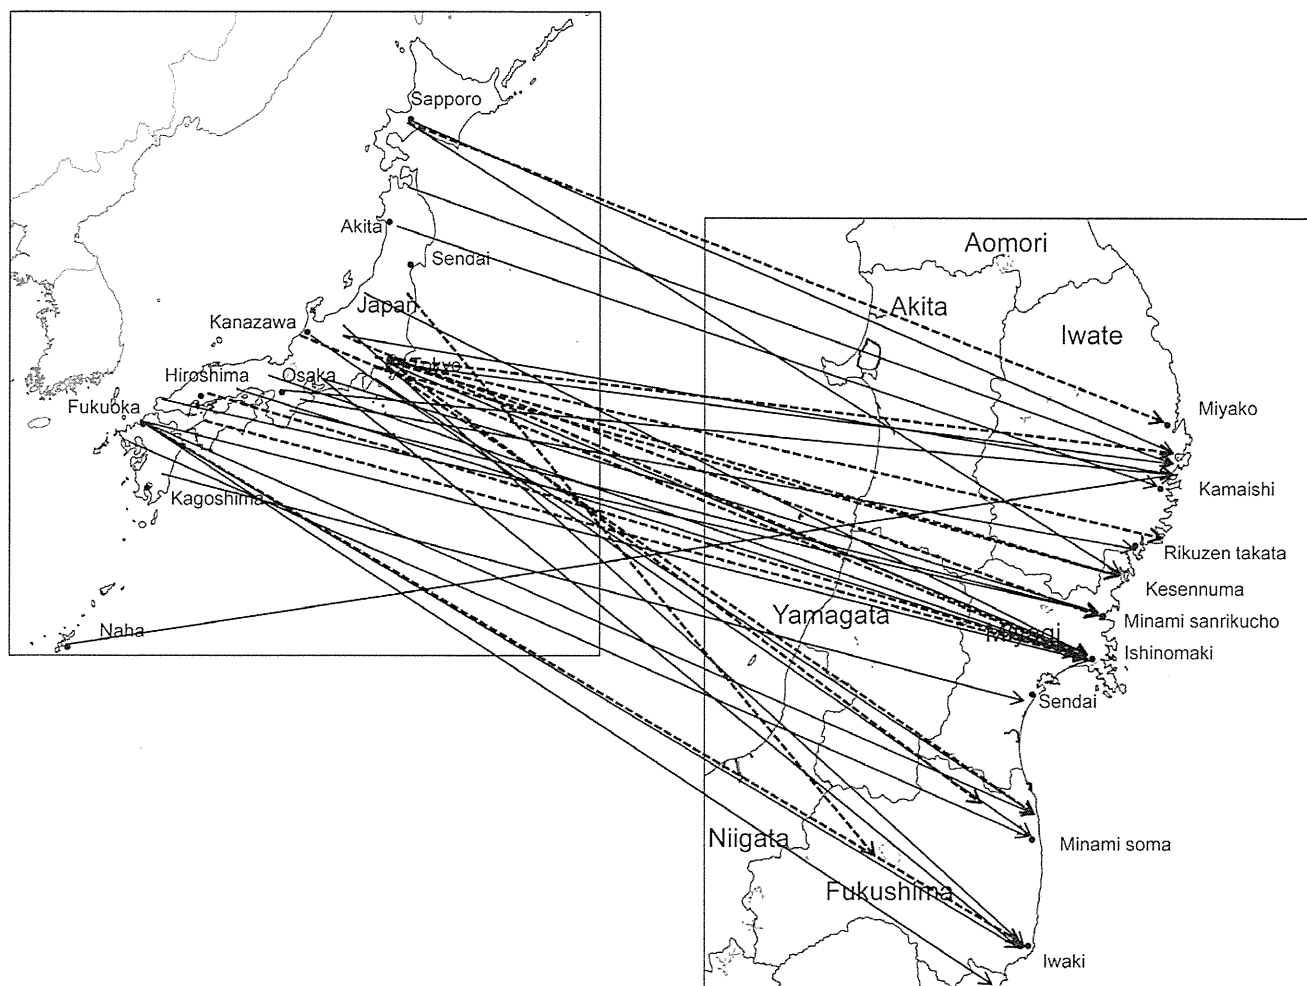 Sapporo
Akita
Sendai
Japan
Kanazawa
Tokyo
Hiroshima
Osaka
Fukuoka
Kagoshima
Naha
Aomori
Akita
Iwate
Miyako
Kamaishi
Rikuzen takata
Kesennuma
Yamagata
Minami sanrikucho
Miyagi
Ishinomaki
Sendai
Niigata
Minami soma
Fukushima
Iwaki